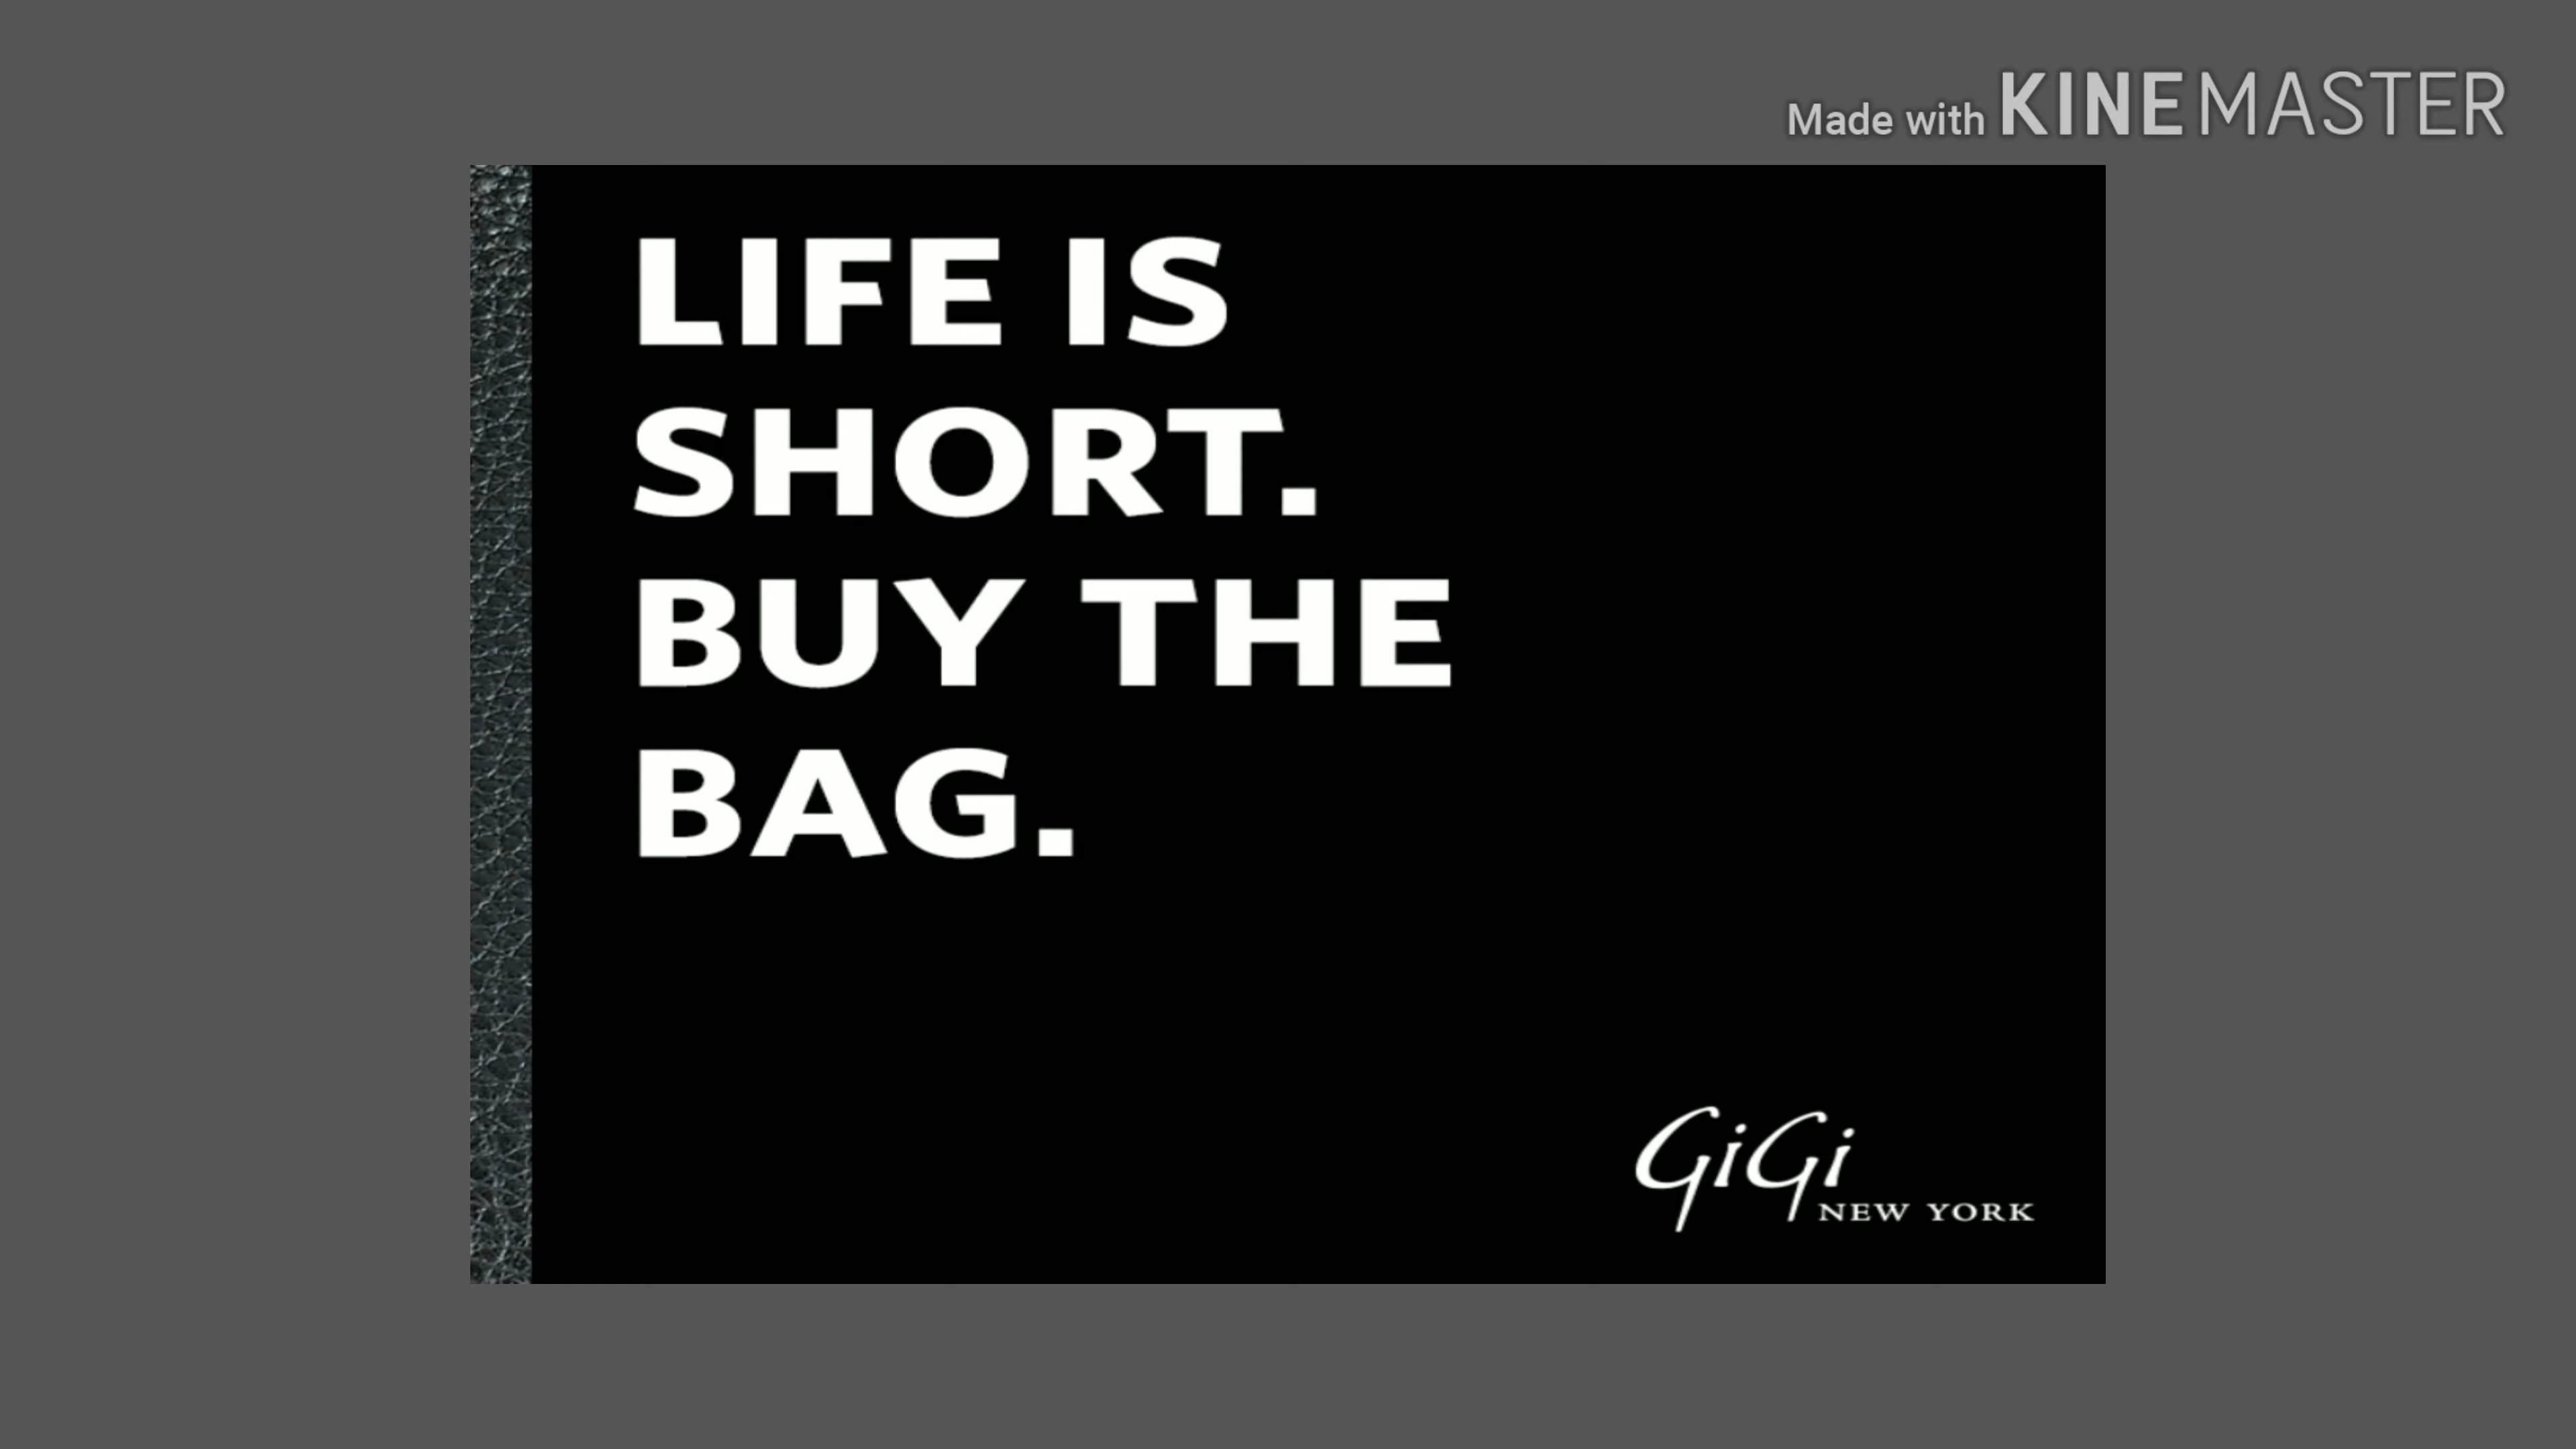 Made with KINEMASTER
LIFE IS
SHORT.
BUY THE
BAG.
GiGi
NEW YORK